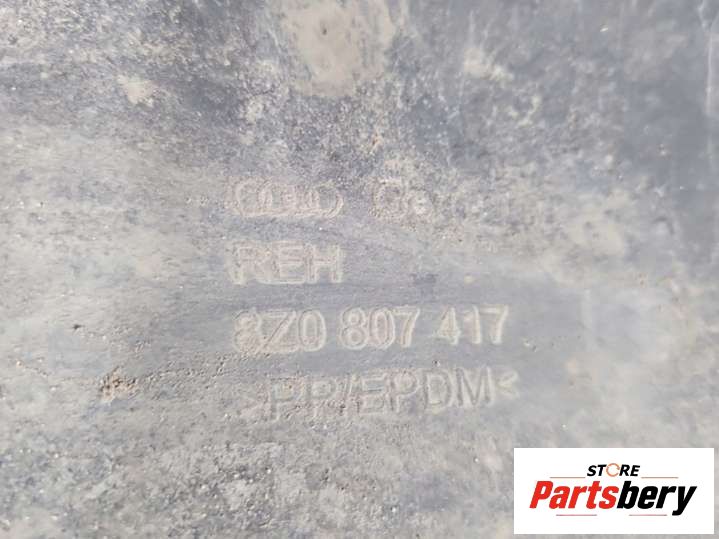 REH
8Z0 807 417
>PP/EPDM<
STORE
Partsbery